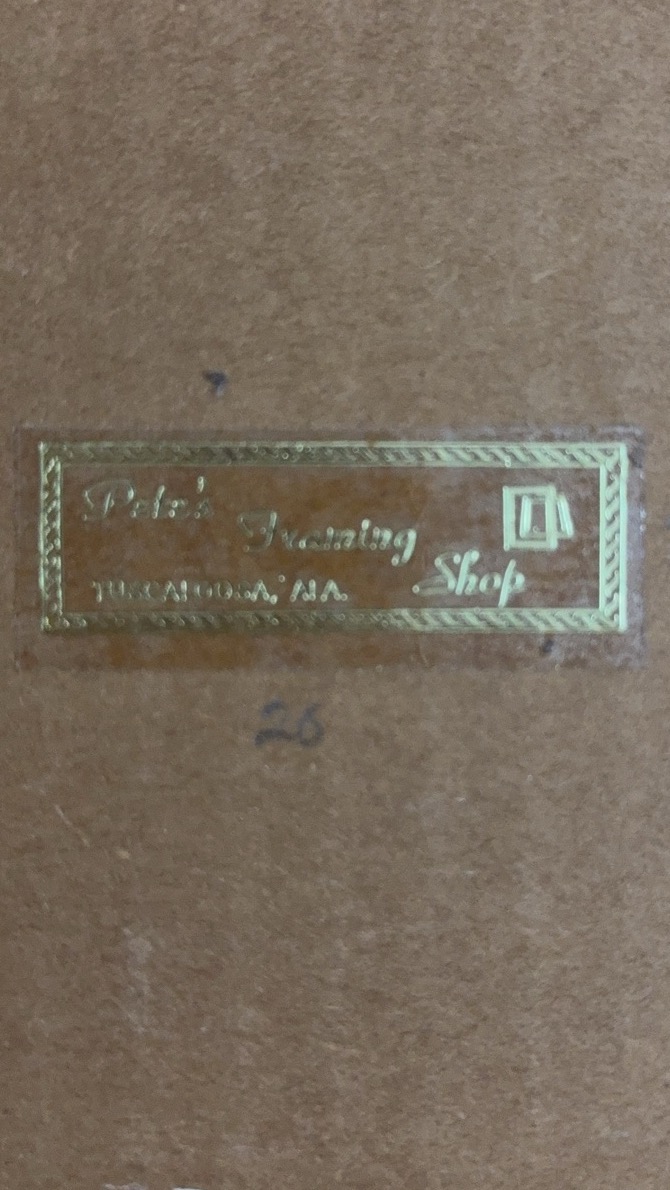 Pete's
Framing
Shop
TUSCALOOSA, ALA.
26